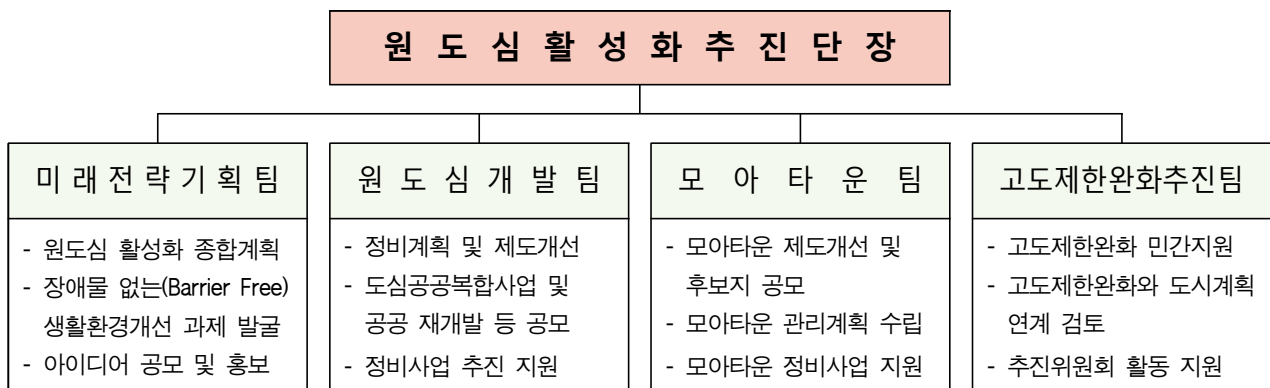 원도심활성화추진단장
미래전략기획팀
- 원도심 활성화 종합계획
- 장애물 없는(Barrier Free)
생활환경개선 과제 발굴
- 아이디어 공모 및 홍보
원도심개발팀
- 정비계획 및 제도개선
- 도심공공복합사업 및
공공 재개발 등 공모
- 정비사업 추진 지원
모아타운팀
- 모아타운 제도개선 및
후보지 공모
- 모아타운 관리계획 수립
- 모아타운 정비사업 지원
고도제한완화추진팀
- 고도제한완화 민간지원
- 고도제한완화와 도시계획
연계 검토
- 추진위원회 활동 지원